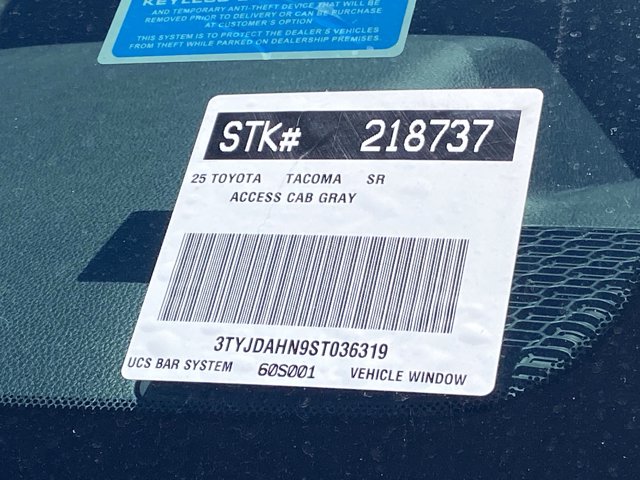 KEYLESS
AND TEMPORARY ANTI-THEFT DEVICE THAT WILL BE
REMOVED PRIOR TO DELIVERY OR CAN BE PURCHASE
AT CUSTOMER'S OPTION
THIS SYSTEM IS TO PROTECT THE DEALER'S VEHICLES
FROM THEFT WHILE PARKED ON DEALERSHIP PREMISES
STK# 218737
25 TOYOTA TACOMA SR
ACCESS CAB GRAY
3TYJDAHN9ST036319
UCS BAR SYSTEM 60S001 VEHICLE WINDOW